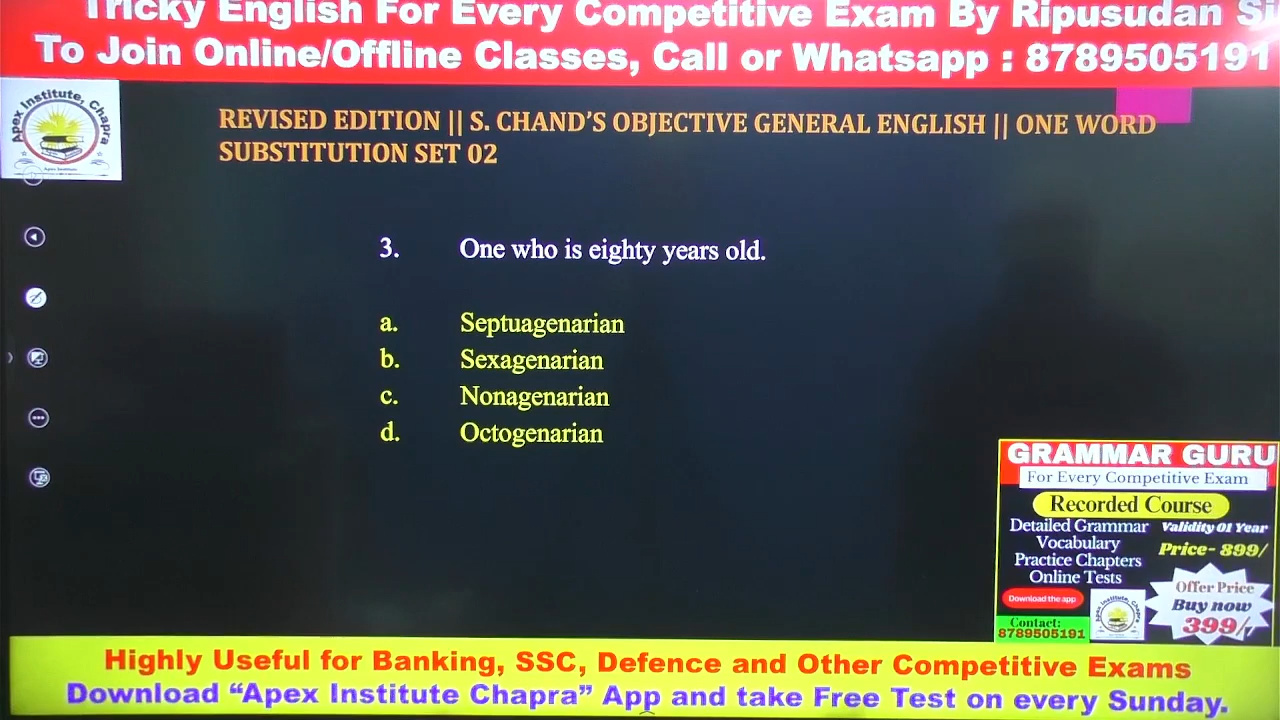 Tricky English For Every Competitive Exam By Ripusudan
To Join Online/Offline Classes, Call or Whatsapp : 8789505191
Apex Institute, Chapra
REVISED EDITION || S. CHAND'S OBJECTIVE GENERAL ENGLISH || ONE WORD
SUBSTITUTION SET 02
3. One who is eighty years old.
a. Septuagenarian
b. Sexagenarian
c. Nonagenarian
d. Octogenarian
GRAMMAR GURU
For Every Competitive Exam
Recorded Course
Detailed Grammar
Vocabulary
Practice Chapters
Online Tests
Validity 01 Year
Price- 899/
Download the app
Contact:
8789505191
Apex Institute, Chapra
Offer Price
Buy now
399/
Highly Useful for Banking, SSC, Defence and Other Competitive Exams
Download “Apex Institute Chapra” App and take Free Test on every Sunday.